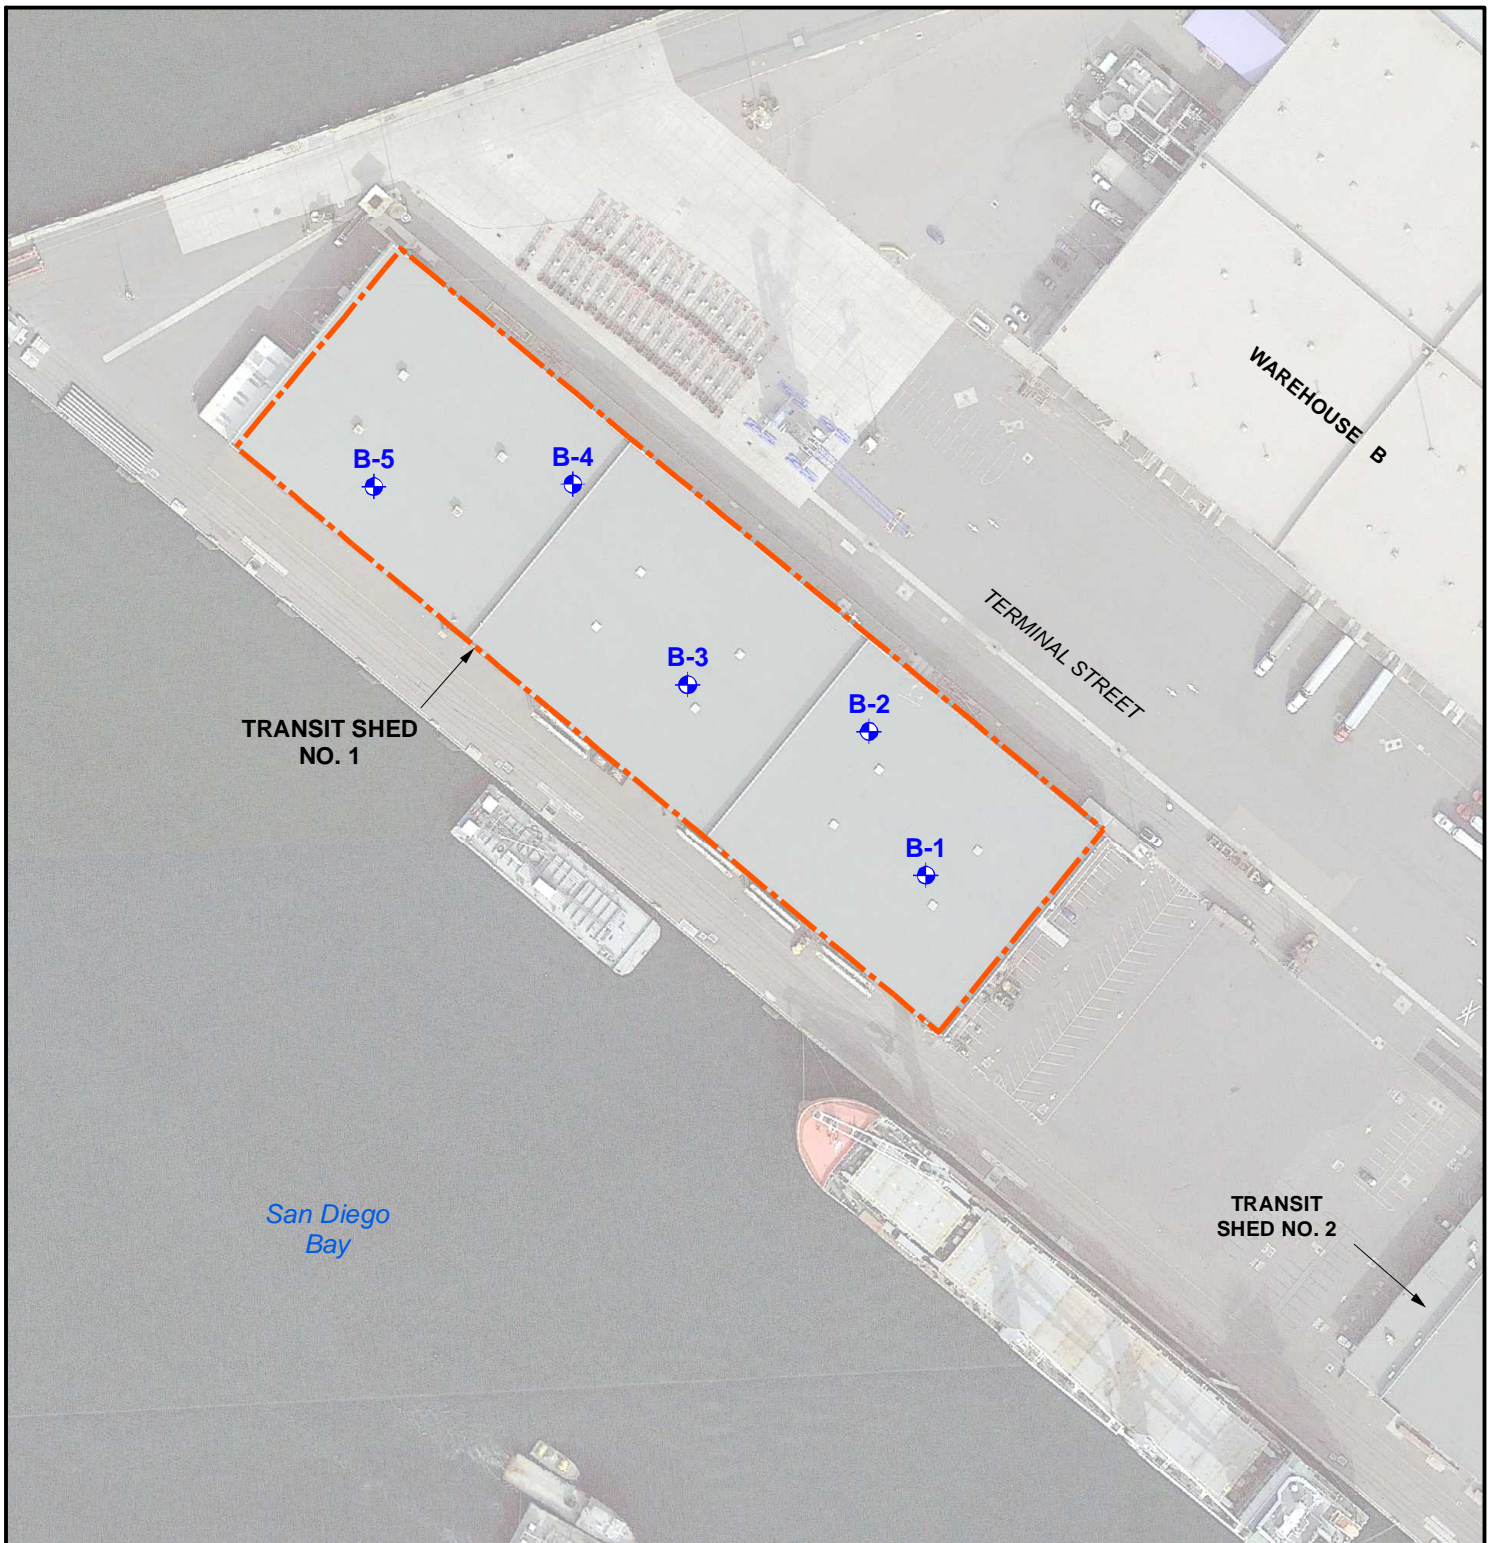 WAREHOUSE B
B-5
B-4
TERMINAL STREET
B-3
B-2
TRANSIT SHED
NO. 1
B-1
San Diego
Bay
TRANSIT
SHED NO. 2